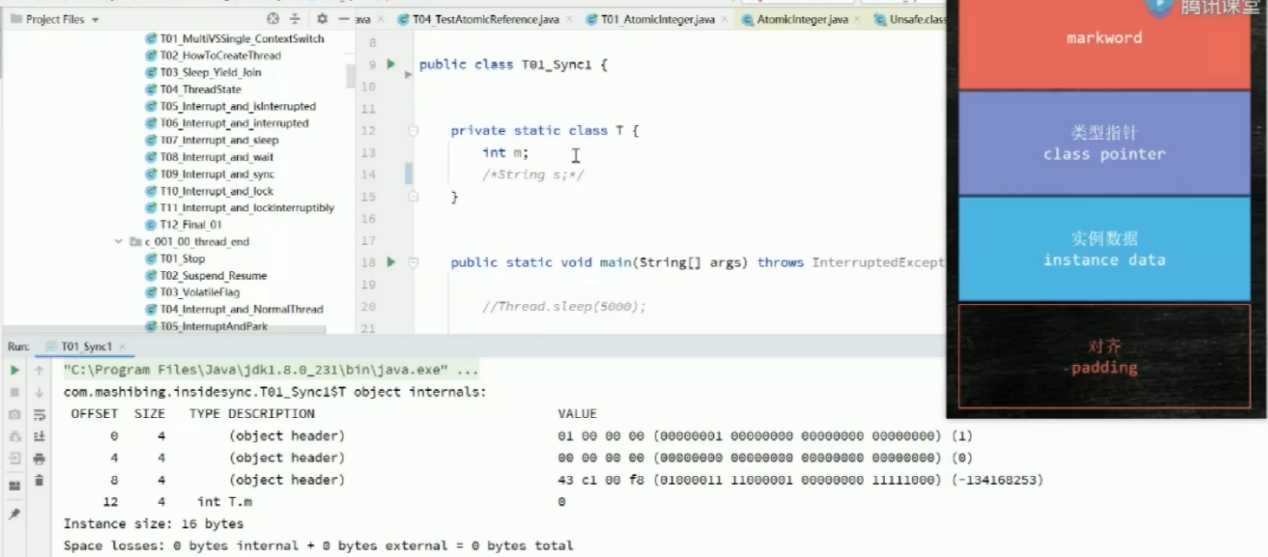 Project Files
ava
T04_TestAtomicReference.java
T01_AtomicInteger.java
AtomicInteger.java
Unsafe.class
腾讯课堂
T01_MultiVSSingle_ContextSwitch
T02_HowToCreateThread
T03_Sleep_Yield_Join
T04_ThreadState
T05_Interrupt_and_isInterrupted
T06_Interrupt_and_interrupted
T07_Interrupt_and_sleep
T08_Interrupt_and_wait
T09_Interrupt_and_sync
T10_Interrupt_and_lock
T11_Interrupt_and_lockInterruptibly
T12_Final_01
c_001_00_thread_end
T01_Stop
T02_Suspend_Resume
T03_VolatileFlag
T04_Interrupt_and_NormalThread
T05_InterruptAndPark
8
9 public class T01_Sync1 {
10
11
12 private static class T {
13 int m;
14 /*String s;*/
15 }
16
17
18 public static void main(String[] args) throws InterruptedExcept
19
20 //Thread.sleep(5000);
21
markword
类型指针
class pointer
实例数据
instance data
对齐
padding
Run: T01_Sync1
"C:\Program Files\Java\jdk1.8.0_231\bin\java.exe" ...
com.mashibing.insidesync.T01_Sync1$T object internals:
OFFSET SIZE TYPE DESCRIPTION VALUE
0 4 (object header) 01 00 00 00 (00000001 00000000 00000000 00000000) (1)
4 4 (object header) 00 00 00 00 (00000000 00000000 00000000 00000000) (0)
8 4 (object header) 43 c1 00 f8 (01000011 11000001 00000000 11111000) (-134168253)
12 4 int T.m 0
Instance size: 16 bytes
Space losses: 0 bytes internal + 0 bytes external = 0 bytes total